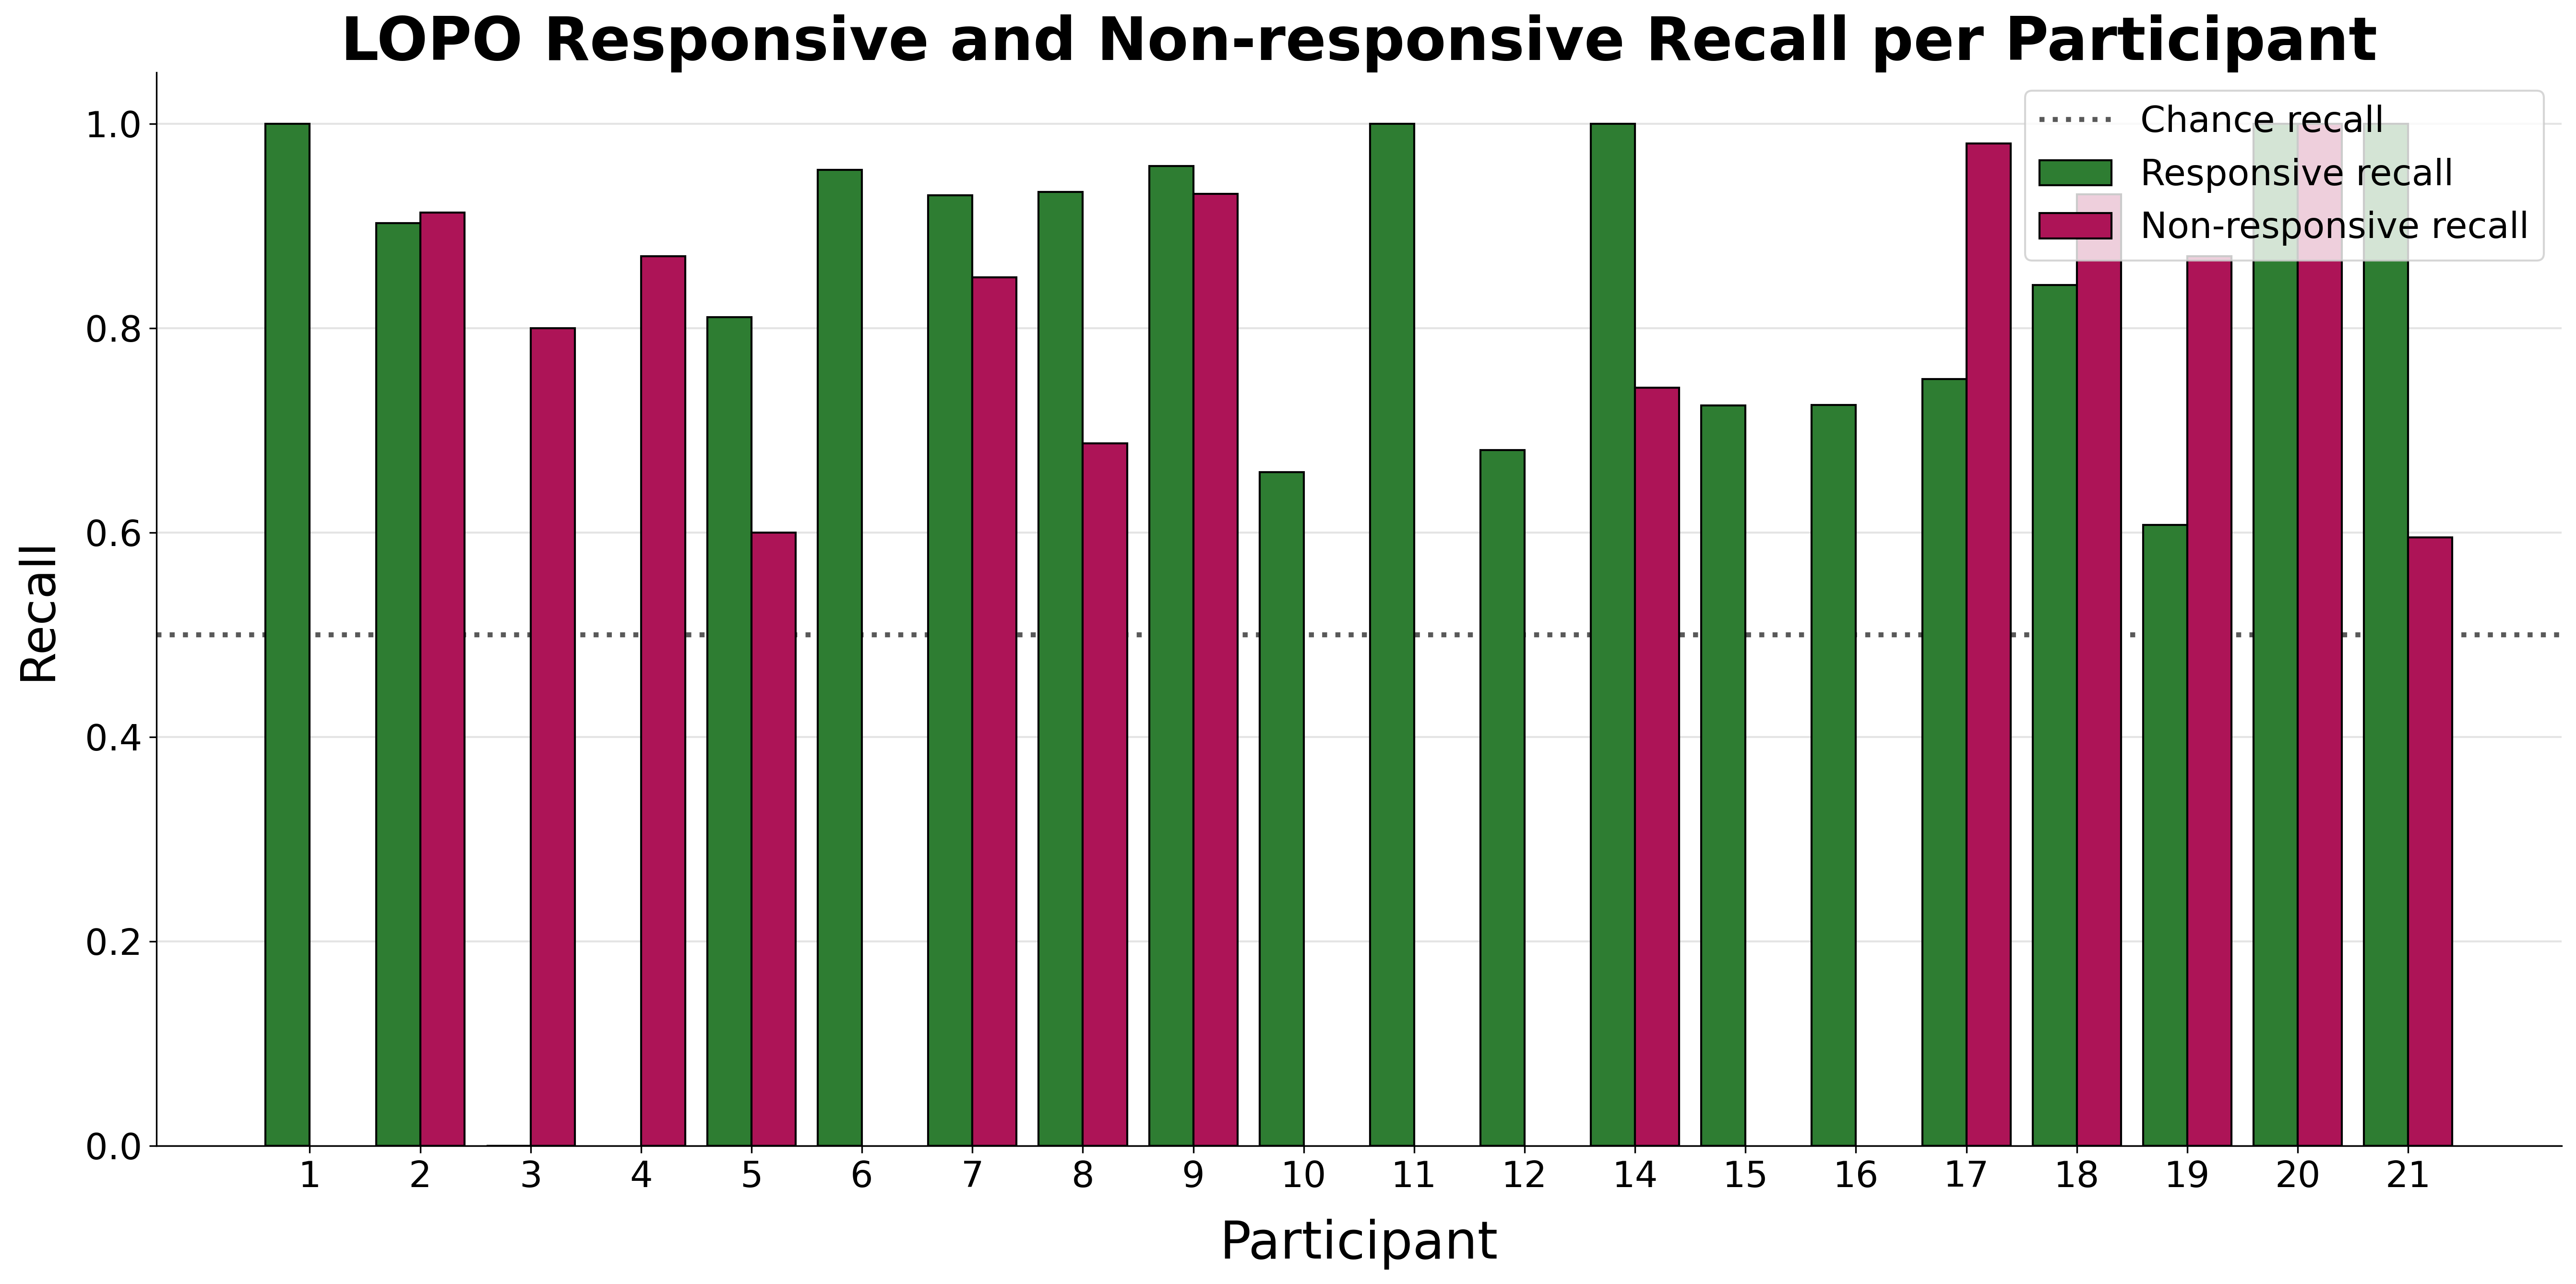 LOPO Responsive and Non-responsive Recall per Participant
Chance recall
Responsive recall
Non-responsive recall
1.0
0.8
0.6
0.4
0.2
0.0
Recall
1 2 3 4 5 6 7 8 9 10 11 12 14 15 16 17 18 19 20 21
Participant